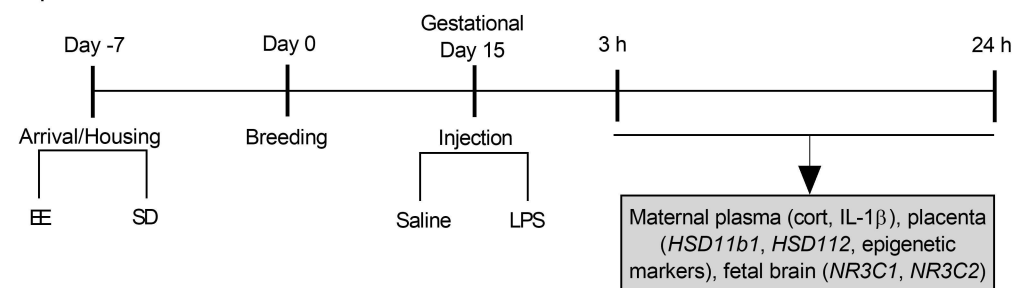 Gestational
Day -7 Day 0 Day 15 3 h 24 h
Arrival/Housing Breeding Injection
EE SD Saline LPS
Maternal plasma (cort, IL-1β), placenta
(HSD11b1, HSD112, epigenetic
markers), fetal brain (NR3C1, NR3C2)